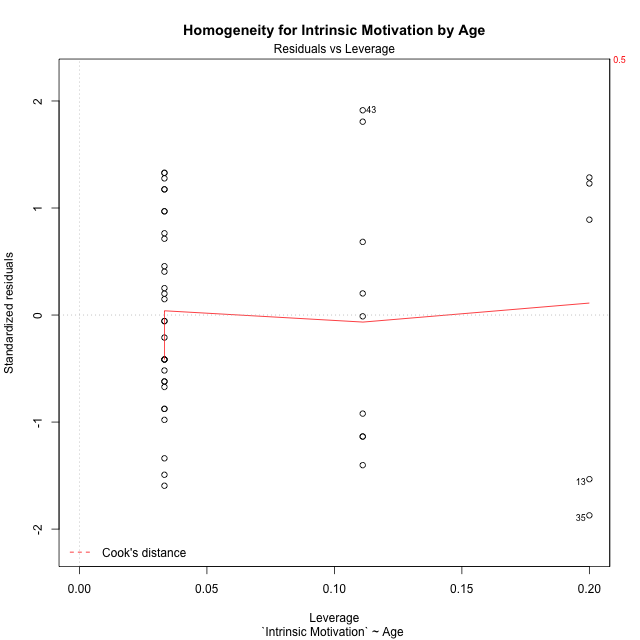 Homogeneity for Intrinsic Motivation by Age
Residuals vs Leverage
0.5
43
13
35
2
1
0
-1
-2
Standardized residuals
Cook's distance
0.00 0.05 0.10 0.15 0.20
Leverage
`Intrinsic Motivation` ~ Age